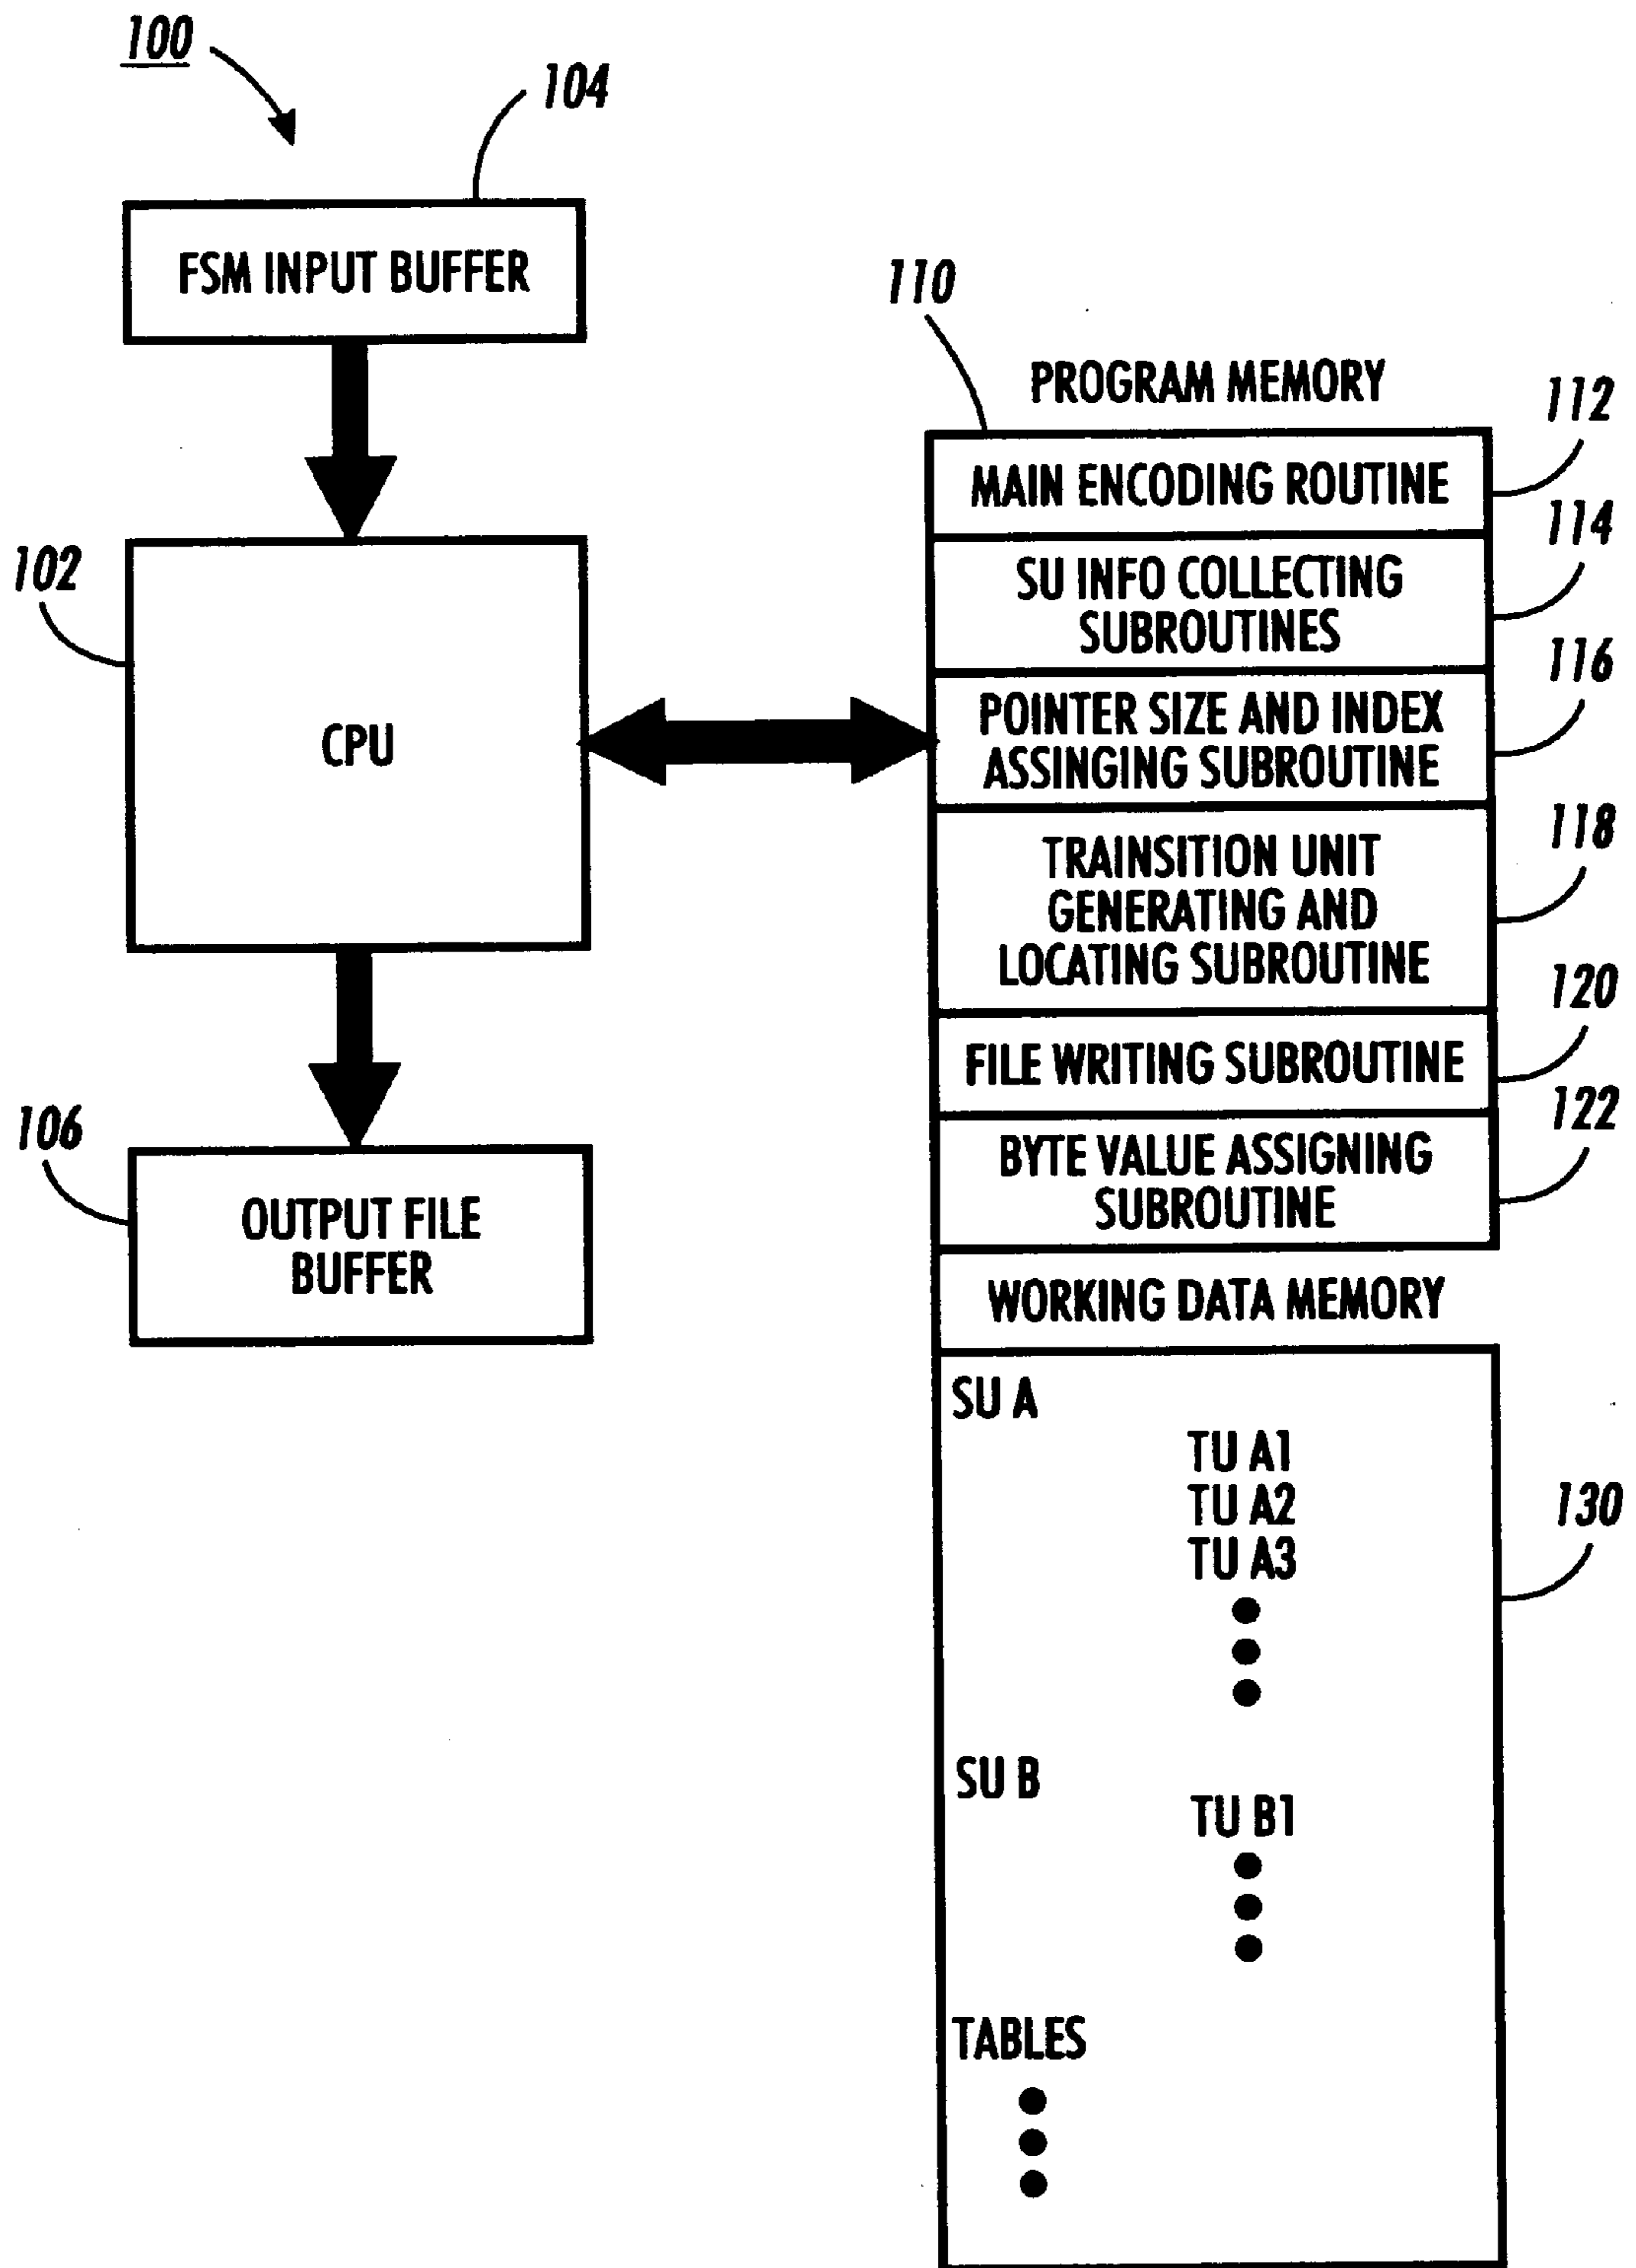 100
104
FSM INPUT BUFFER
102
CPU
106
OUTPUT FILE
BUFFER
110
PROGRAM MEMORY
112
MAIN ENCODING ROUTINE
114
SU INFO COLLECTING
SUBROUTINES
116
POINTER SIZE AND INDEX
ASSINGING SUBROUTINE
118
TRAINSITION UNIT
GENERATING AND
LOCATING SUBROUTINE
120
FILE WRITING SUBROUTINE
122
BYTE VALUE ASSIGNING
SUBROUTINE
WORKING DATA MEMORY
130
SU A
TU A1
TU A2
TU A3
SU B
TU B1
TABLES